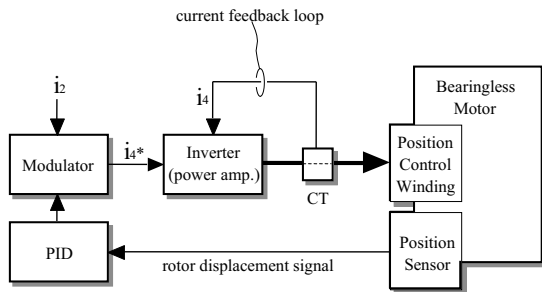 current feedback loop
i2
i4
Bearingless
Motor
Modulator
i4*
Inverter
(power amp.)
CT
Position
Control
Winding
PID
rotor displacement signal
Position
Sensor